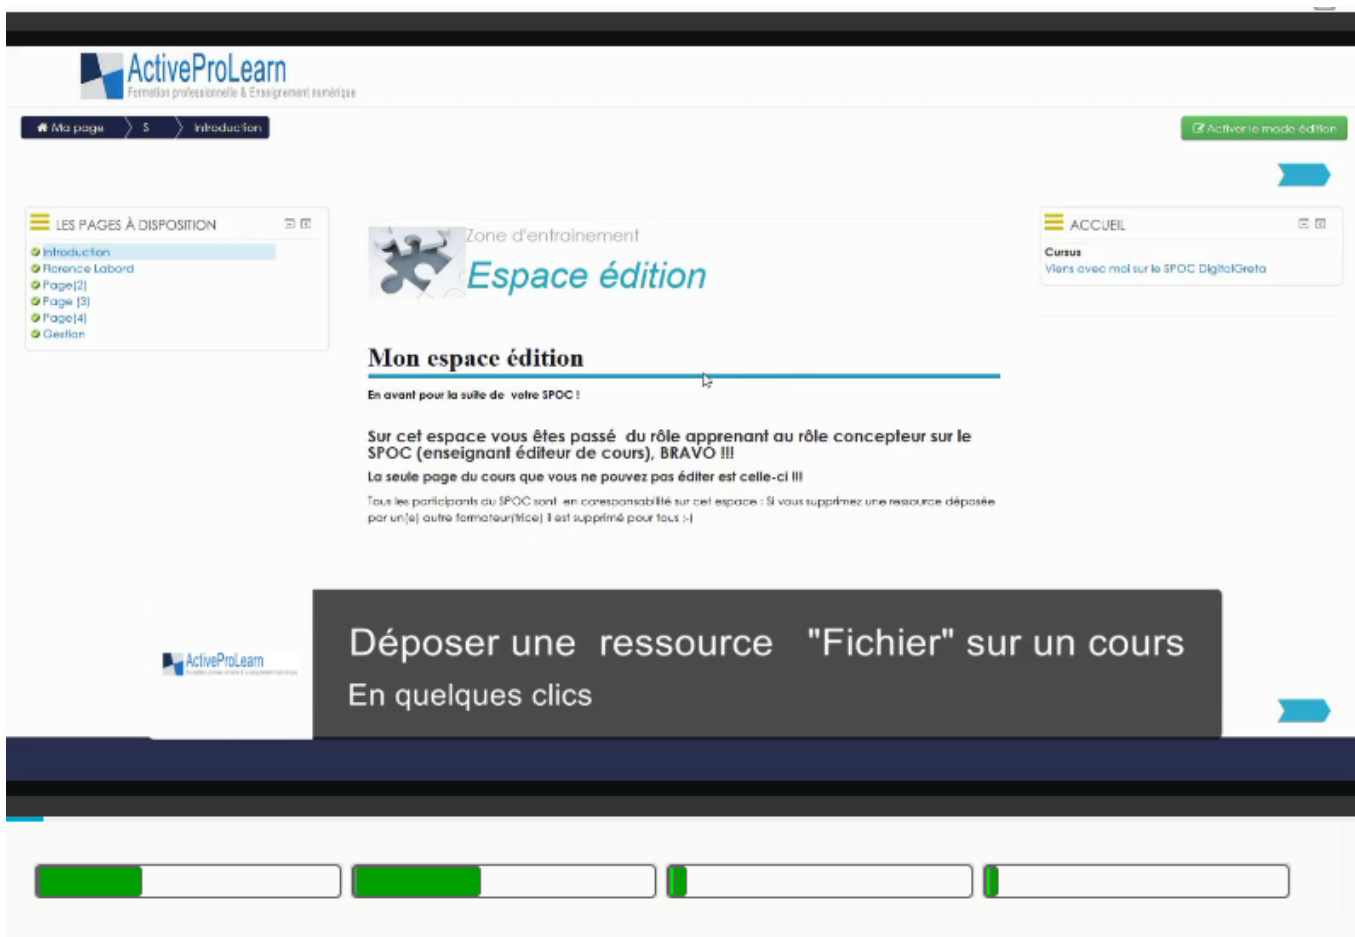 ActiveProLearn
Formation professionnelle & Enseignement numérique
Ma page
S
Introduction
Activer le mode édition
LES PAGES À DISPOSITION
Introduction
Florence Labord
Page(2)
Page (3)
Page(4)
Gestion
Zone d'entrainement
Espace édition
ACCUEIL
Cursus
Viens avec moi sur le SPOC DigitalGreta
Mon espace édition
En avant pour la suite de votre SPOC !
Sur cet espace vous êtes passé du rôle apprenant au rôle concepteur sur le
SPOC (enseignant éditeur de cours), BRAVO !!!
La seule page du cours que vous ne pouvez pas éditer est celle-ci !!!
Tous les participants du SPOC sont en coresponsabilité sur cet espace : Si vous supprimez une ressource déposée
par un(e) autre formateur(trice) il est supprimé pour tous :-)
Déposer une ressource "Fichier" sur un cours
En quelques clics
ActiveProLearn